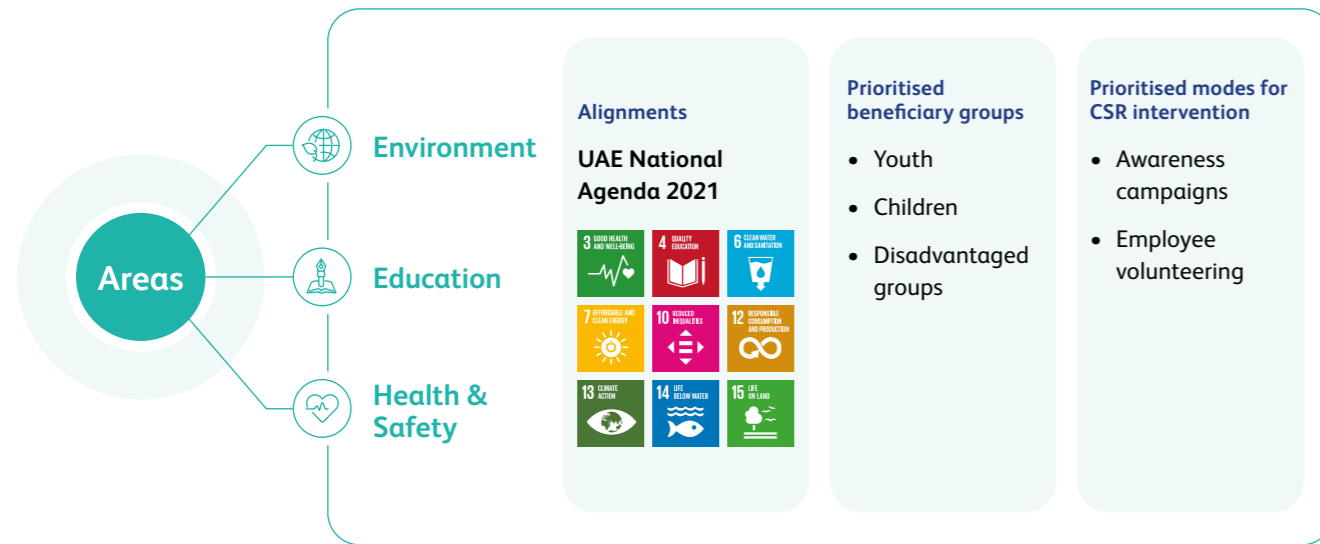 Areas
Environment
Education
Health &
Safety
Alignments
UAE National
Agenda 2021
3 GOOD HEALTH
AND WELL-BEING
4 QUALITY
EDUCATION
6 CLEAN WATER
AND SANITATION
7 AFFORDABLE AND
CLEAN ENERGY
10 REDUCED
INEQUALITIES
12 RESPONSIBLE
CONSUMPTION
AND PRODUCTION
13 CLIMATE
ACTION
14 LIFE
BELOW WATER
15 LIFE
ON LAND
Prioritised
beneficiary groups
• Youth
• Children
• Disadvantaged
groups
Prioritised modes for
CSR intervention
• Awareness
campaigns
• Employee
volunteering